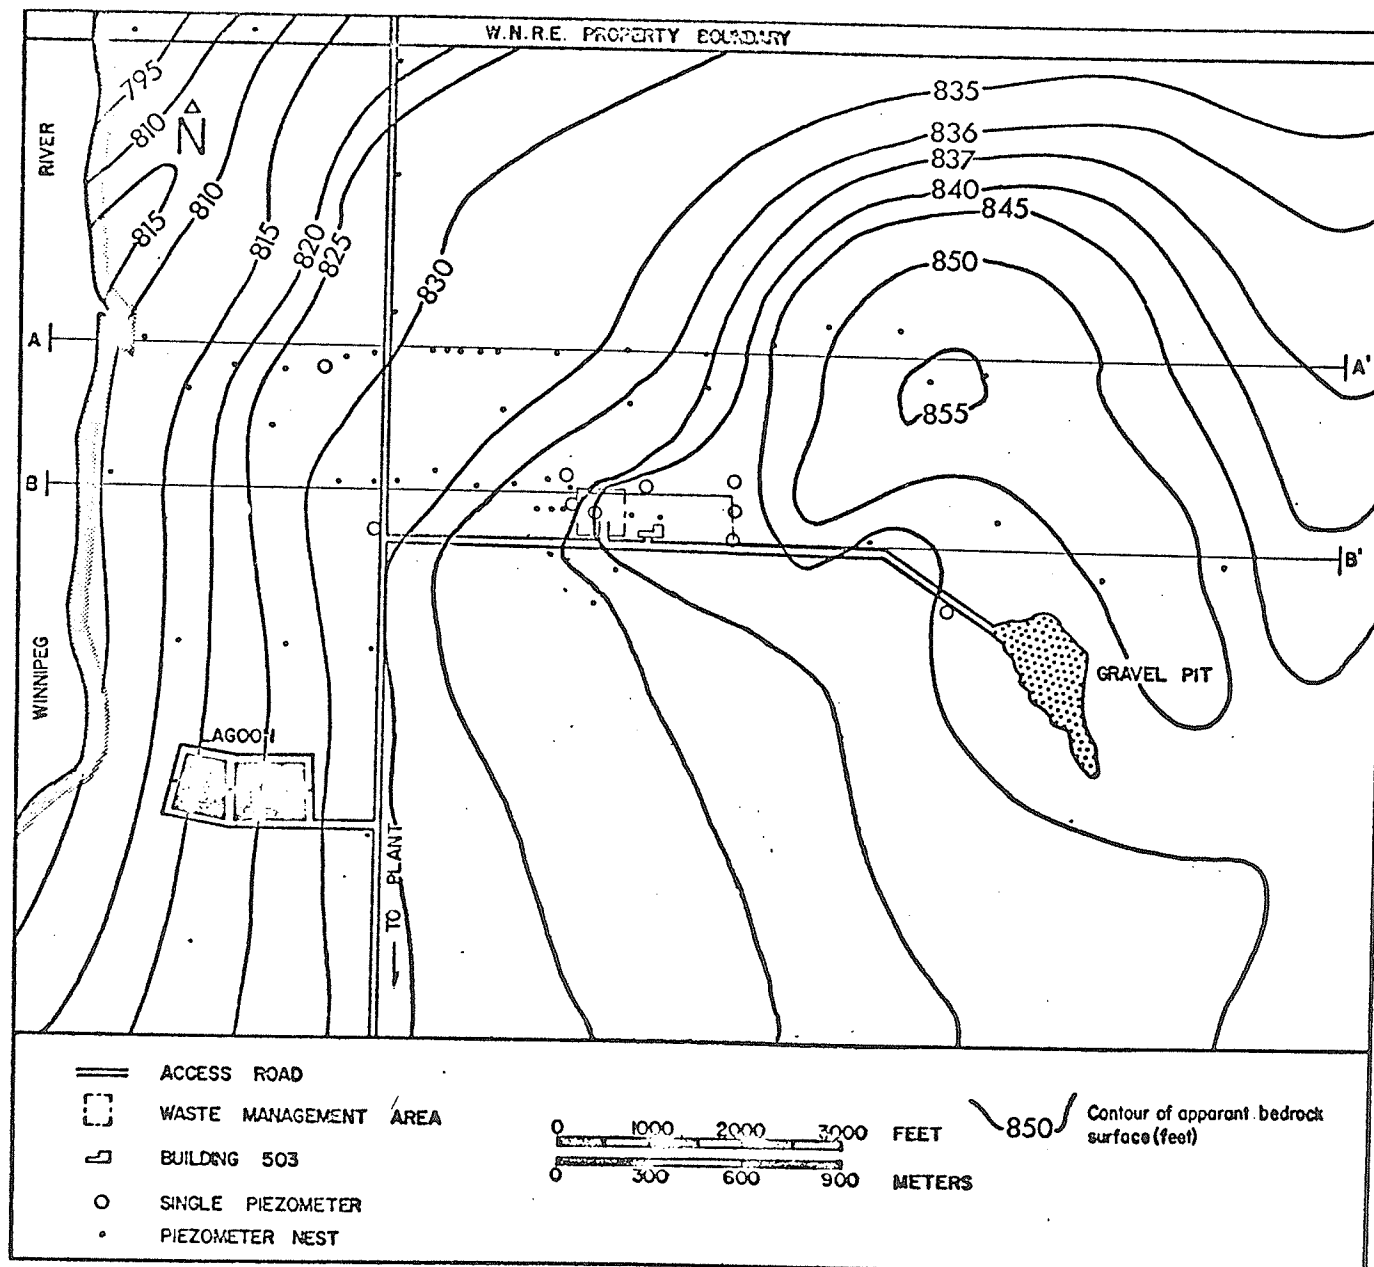 W.N.R.E. PROPERTY BOUNDARY
795
810
N
RIVER
815
810
815
820
825
830
835
836
837
840
845
850
855
A
A'
B
B'
WINNIPEG
LAGOON
GRAVEL PIT
TO PLANT
ACCESS ROAD
WASTE MANAGEMENT AREA
BUILDING 503
SINGLE PIEZOMETER
PIEZOMETER NEST
0 1000 2000 3000 FEET
0 300 600 900 METERS
850
Contour of apparant bedrock
surface (feet)